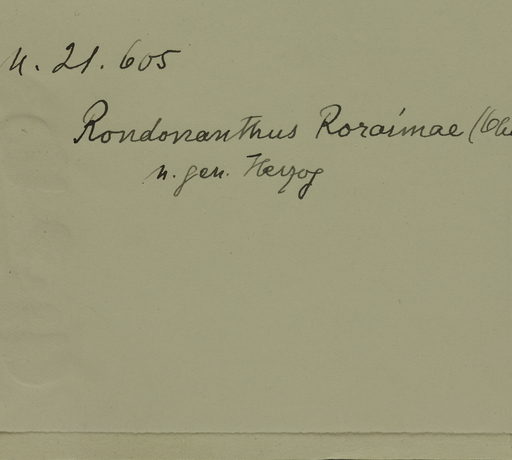 n. 21.605
Rondonanthus Roraimae
n. gen. Herzog